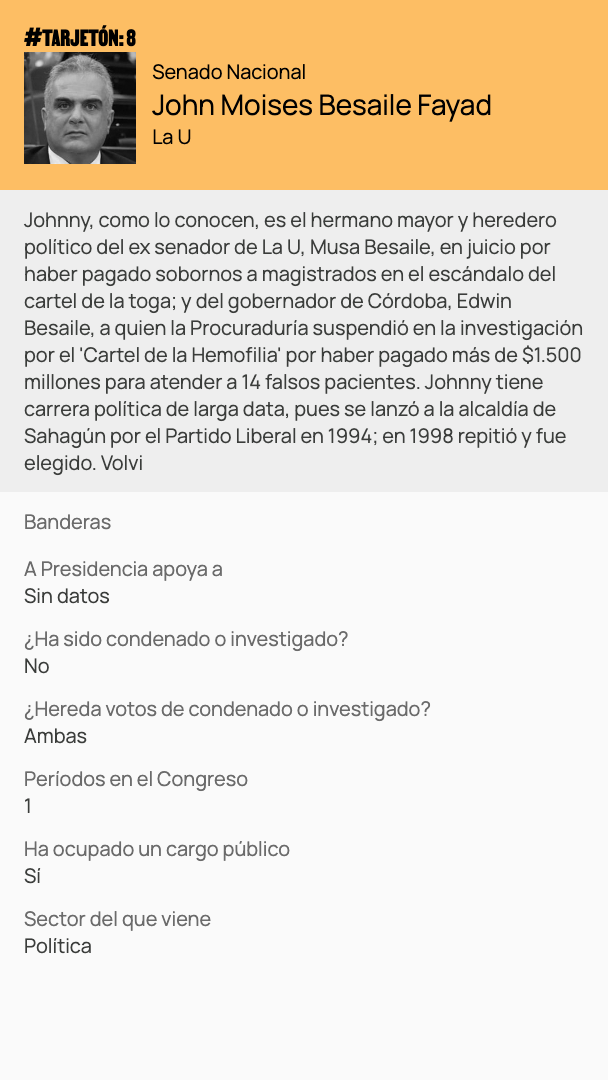 #TARJETÓN: 8
Senado Nacional
John Moises Besaile Fayad
La U
Johnny, como lo conocen, es el hermano mayor y heredero
político del ex senador de La U, Musa Besaile, en juicio por
haber pagado sobornos a magistrados en el escándalo del
cartel de la toga; y del gobernador de Córdoba, Edwin
Besaile, a quien la Procuraduría suspendió en la investigación
por el 'Cartel de la Hemofilia' por haber pagado más de $1.500
millones para atender a 14 falsos pacientes. Johnny tiene
carrera política de larga data, pues se lanzó a la alcaldía de
Sahagún por el Partido Liberal en 1994; en 1998 repitió y fue
elegido. Volvi
Banderas
A Presidencia apoya a
Sin datos
¿Ha sido condenado o investigado?
No
¿Hereda votos de condenado o investigado?
Ambas
Períodos en el Congreso
1
Ha ocupado un cargo público
Sí
Sector del que viene
Política